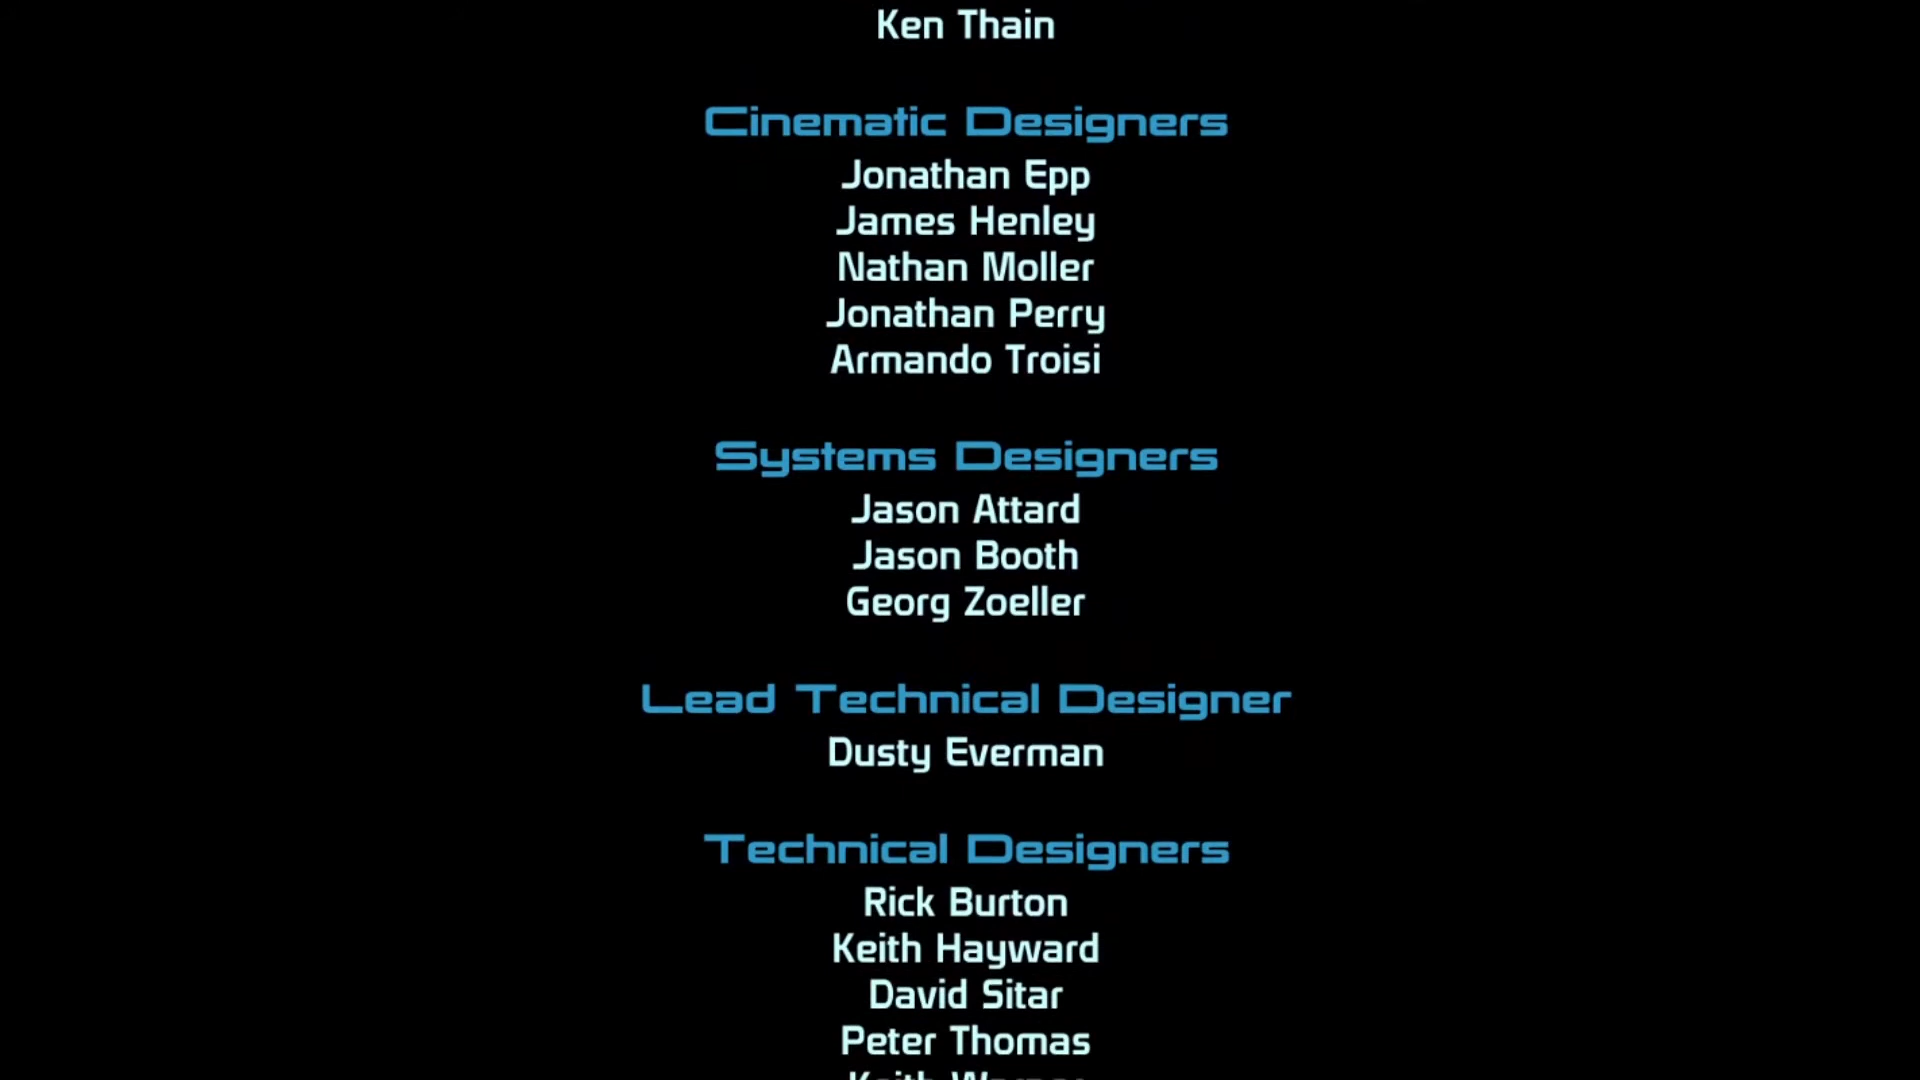 Ken Thain
Cinematic Designers
Jonathan Epp
James Henley
Nathan Moller
Jonathan Perry
Armando Troisi
Systems Designers
Jason Attard
Jason Booth
Georg Zoeller
Lead Technical Designer
Dusty Everman
Technical Designers
Rick Burton
Keith Hayward
David Sitar
Peter Thomas
Keith